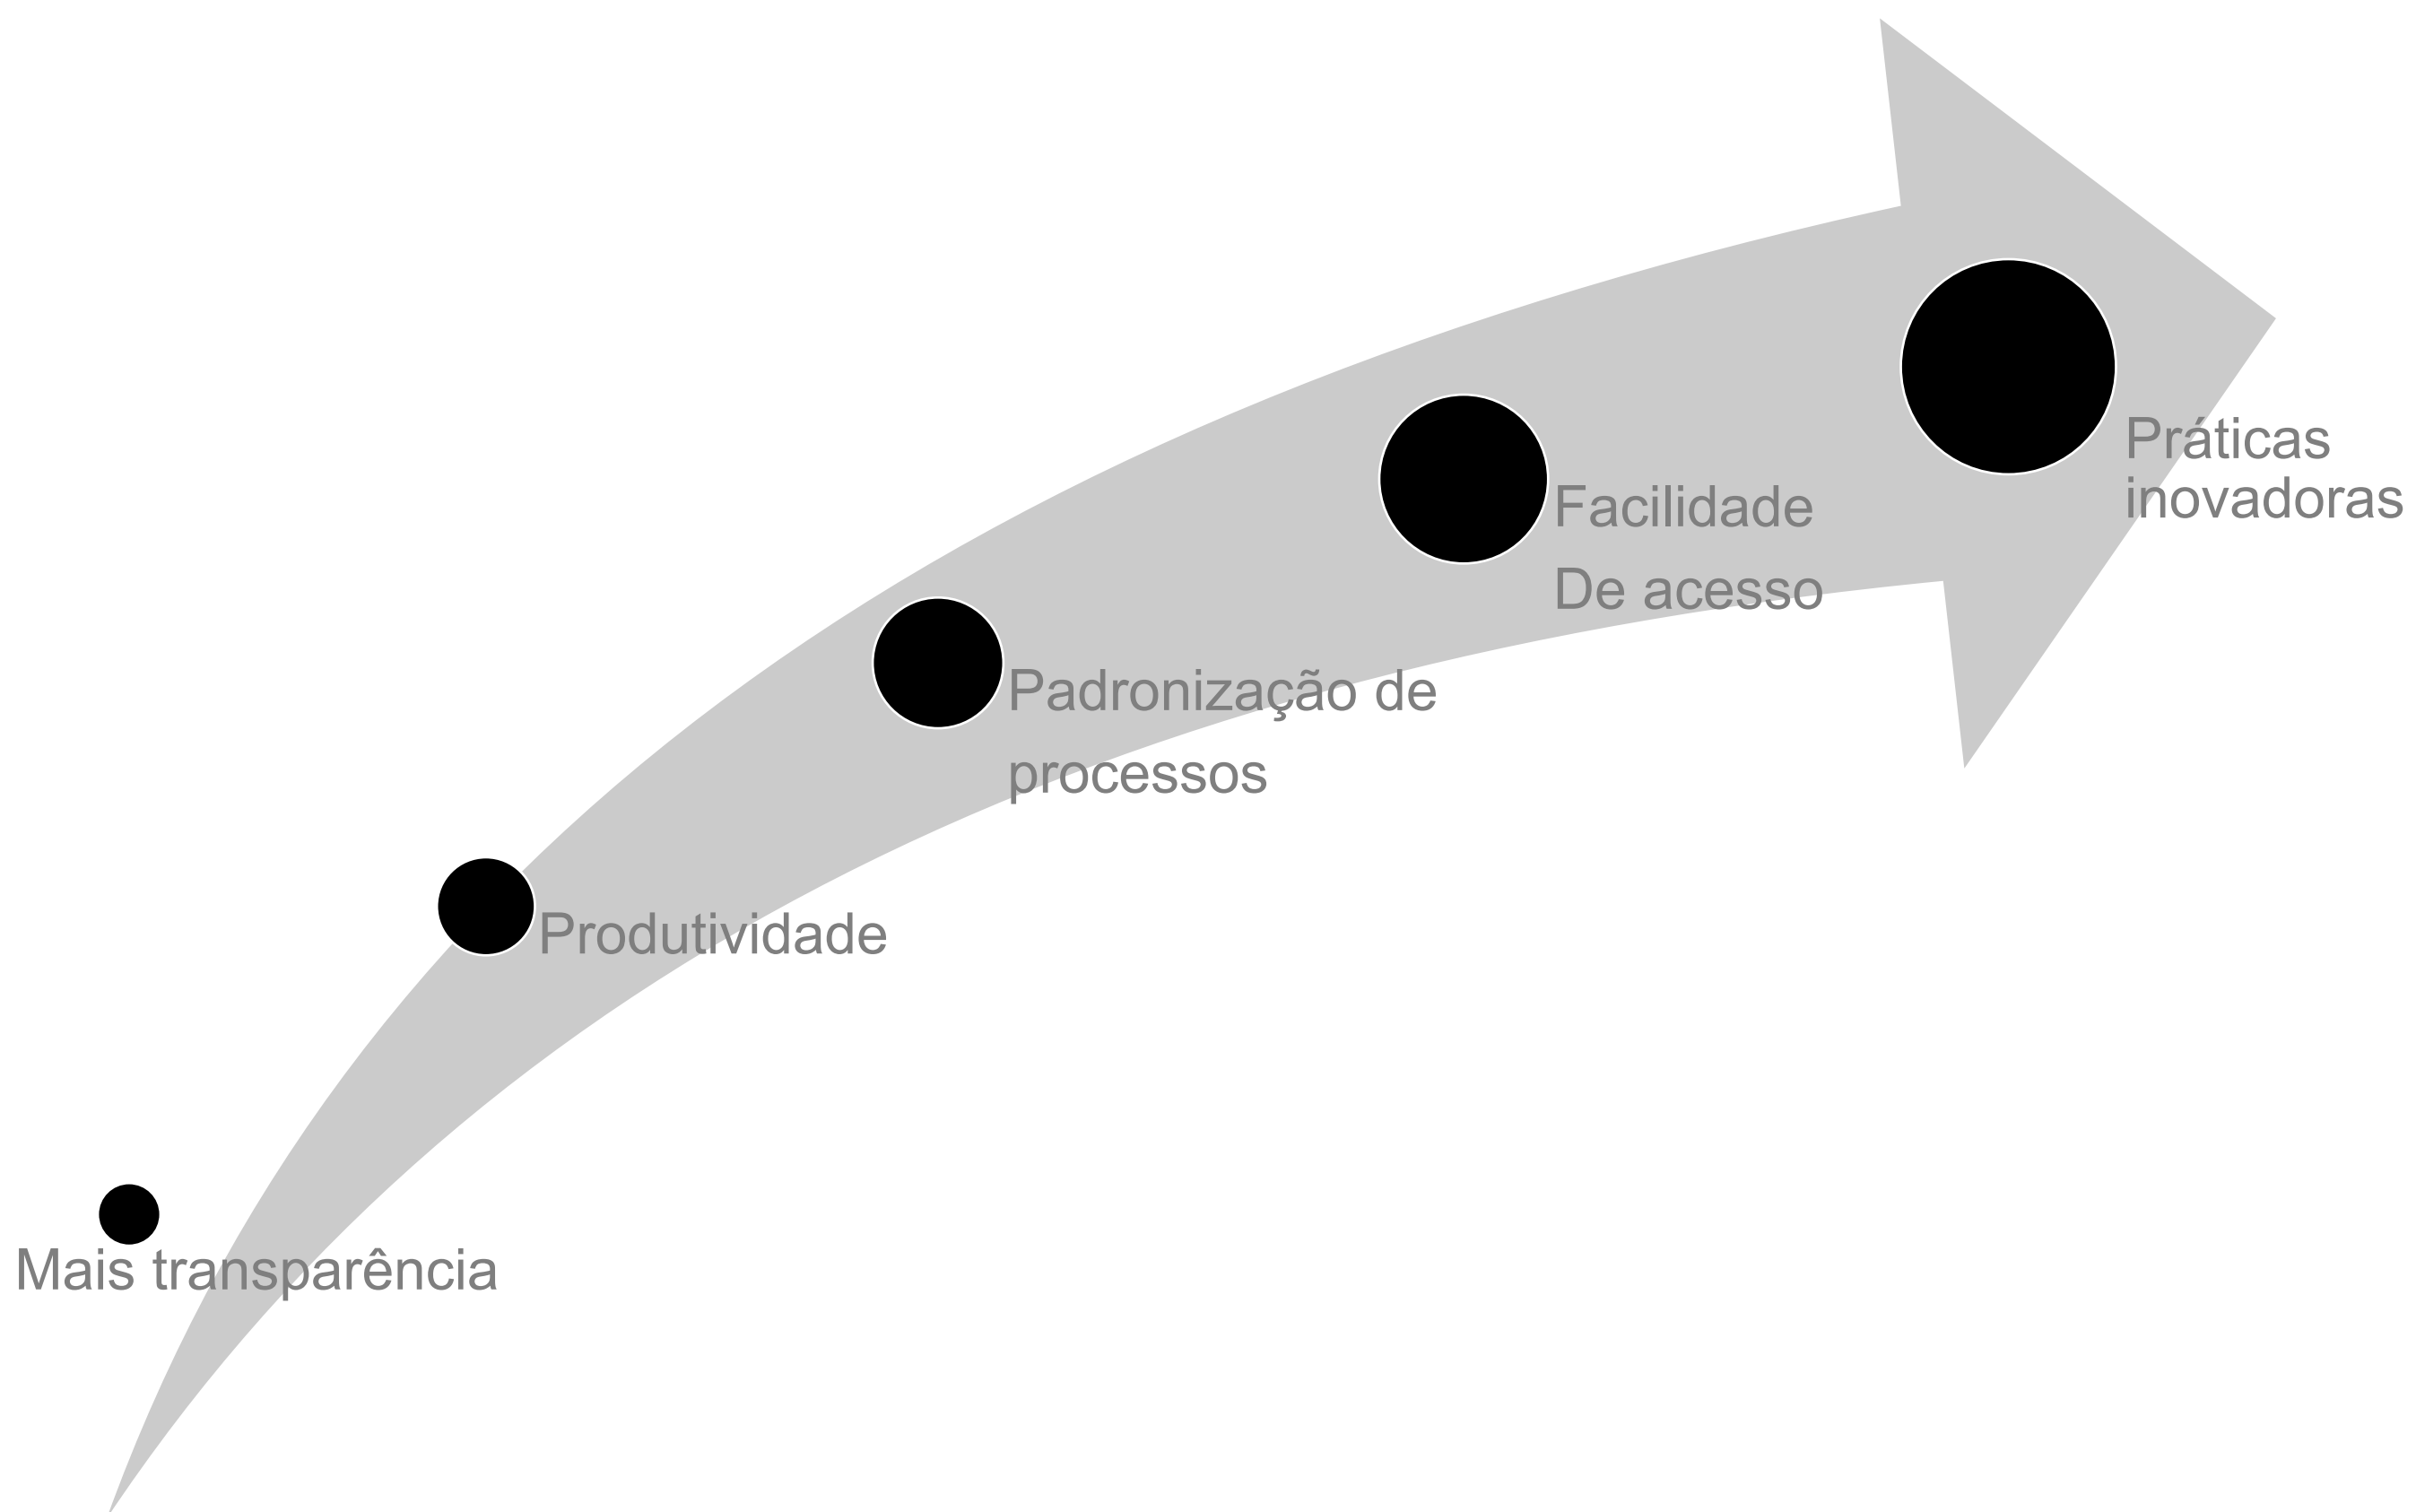 Práticas
inovadoras
Facilidade
De acesso
Padronização de
processos
Produtividade
Mais transparência